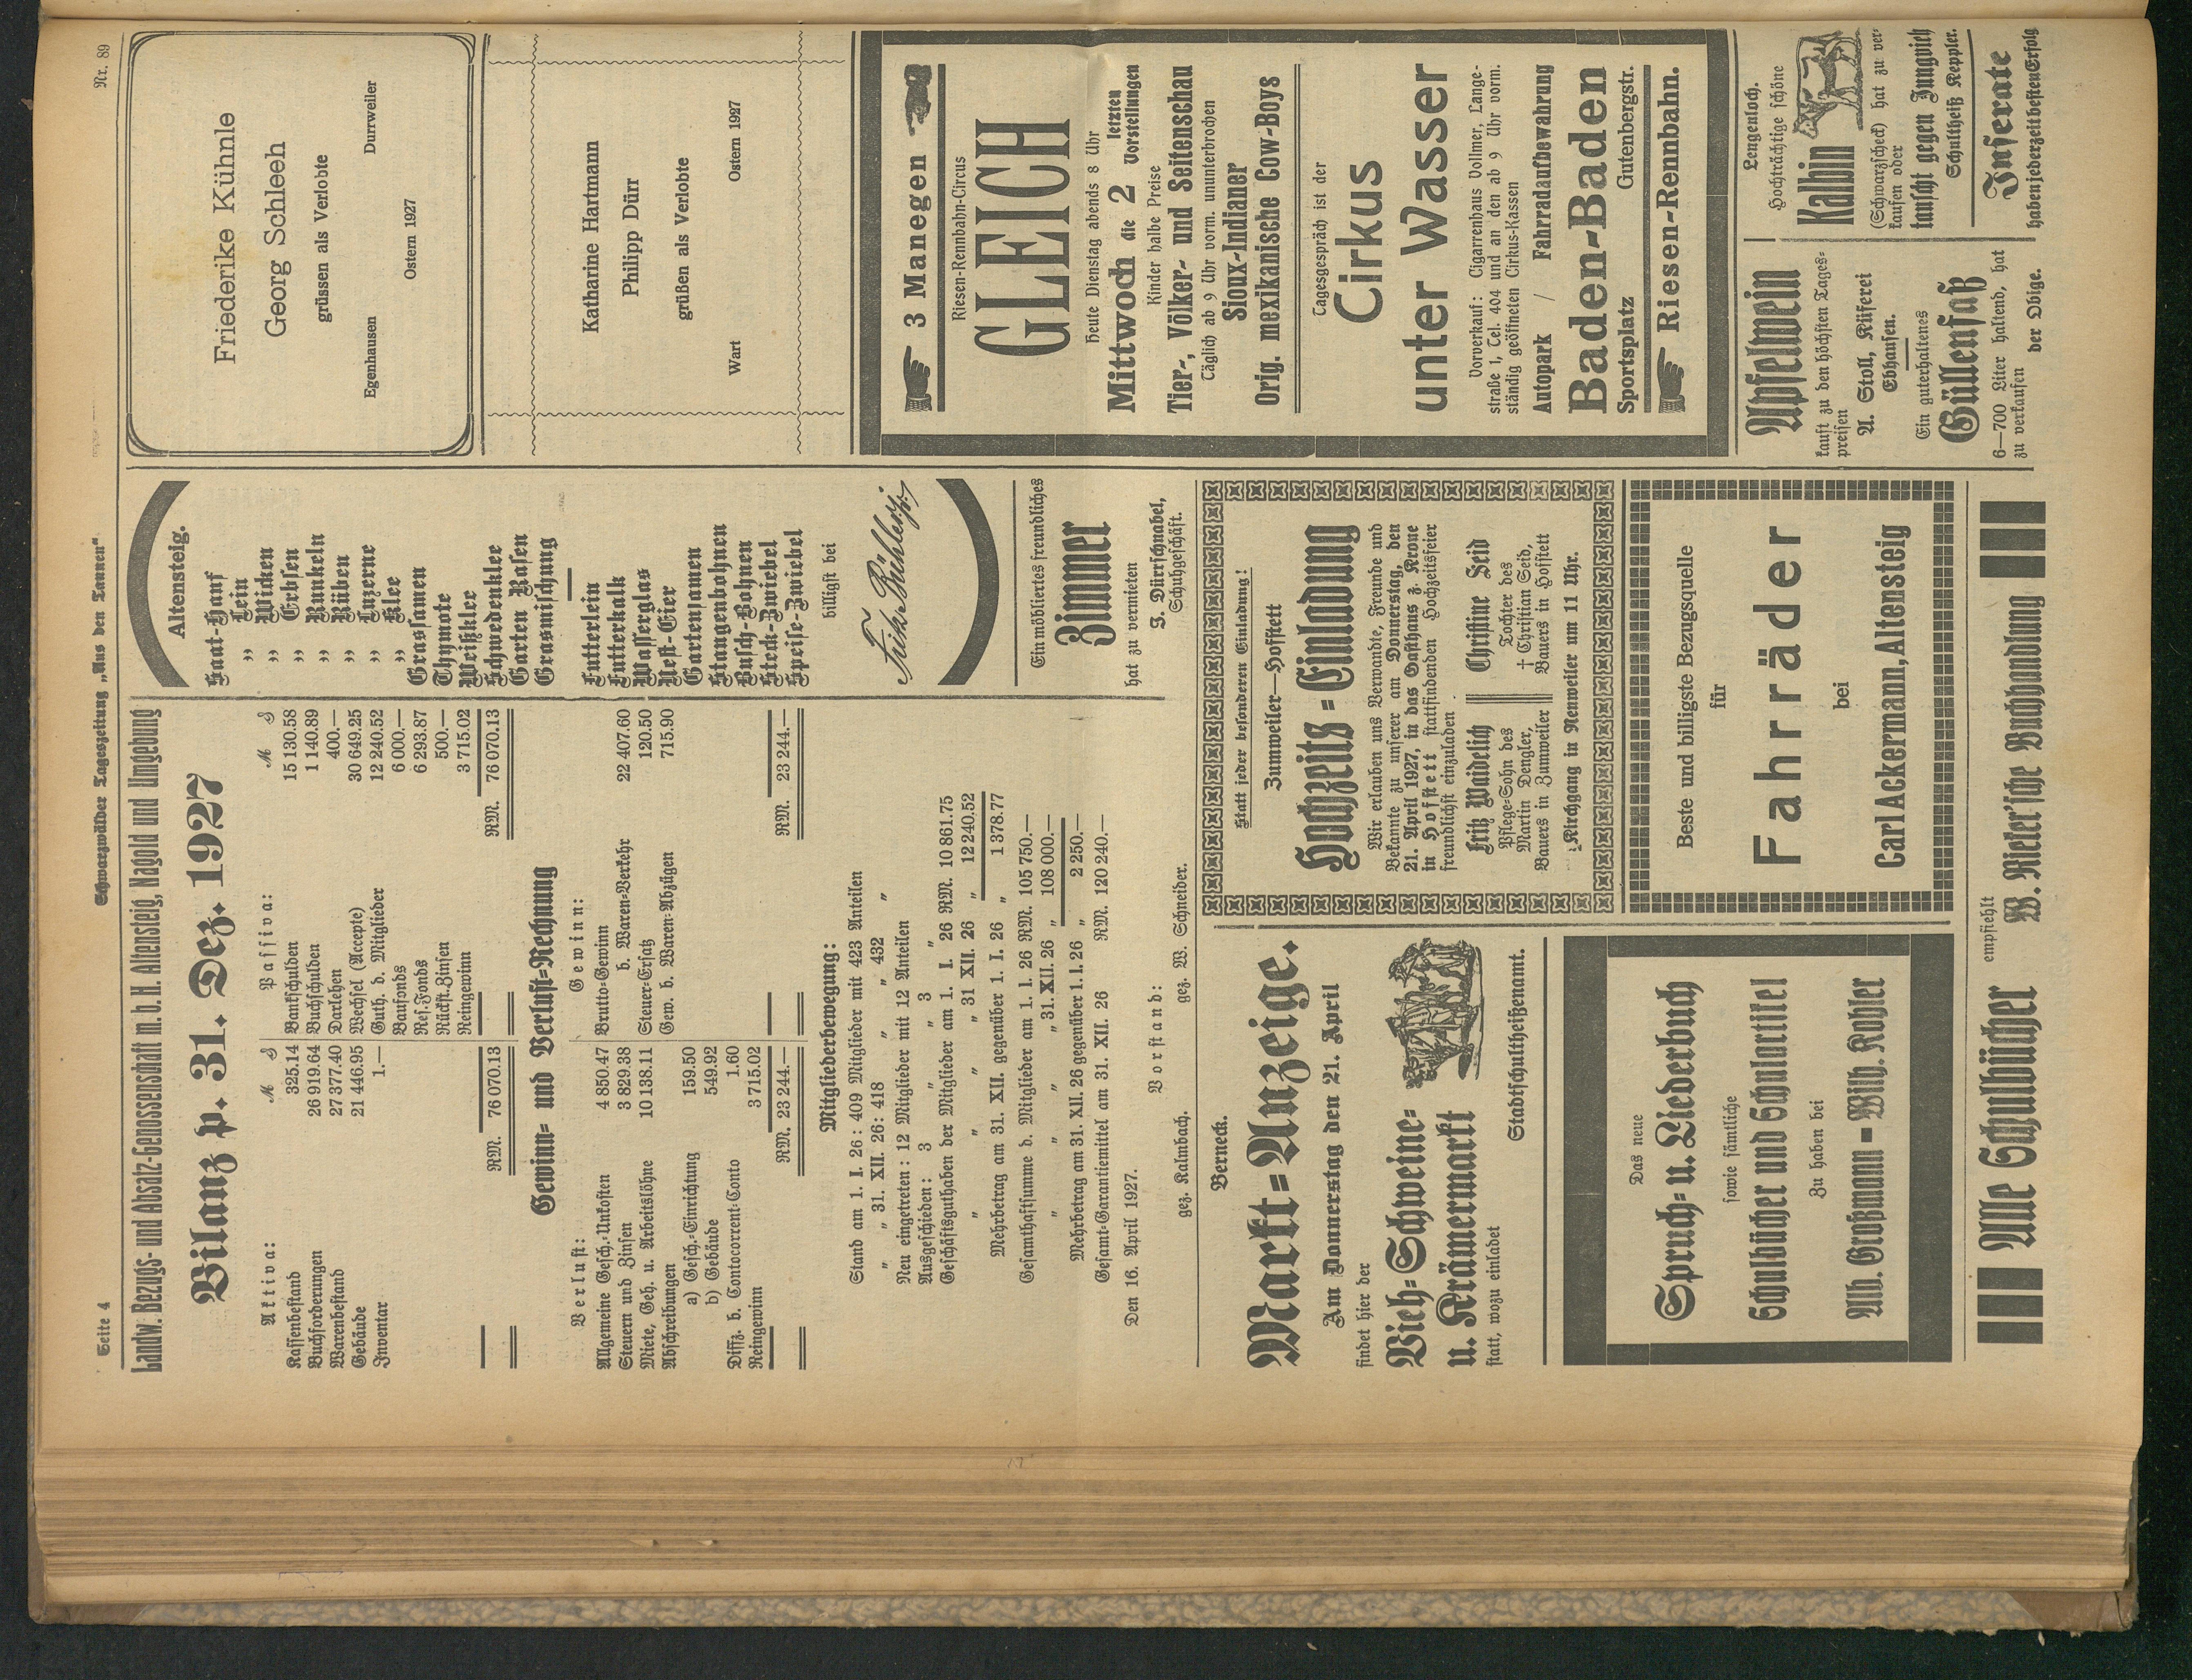 Seite 4
Schwarzwälder Tageszeitung „Aus den Tannen“.
Nr. 89
Landw. Bezugs- und Absatz-Genossenschaft m. b. H. Altensteig, Nagold und Umgebung
Bilanz p. 31. Dez. 1927
Aktiva: ℳ ₰
Kassenbestand 325.14
Buchforderungen 26 919.64
Warenbestand 27 377.40
Gebäude 21 446.95
Inventar 1.—
RM. 76 070.13
Passiva: ℳ ₰
Bankschulden 15 130.58
Buchschulden 1 140.89
Darlehen 400.—
Wechsel (Accepte) 30 649.25
Guth. d. Mitglieder 12 240.52
Baufonds 6 000.—
Res.Fonds 6 293.87
Rückst.Zinsen 500.—
Reingewinn 3 715.02
RM. 76 070.13
Gewinn- und Verlust-Rechnung
Verlust:
Allgemeine Gesch.-Unkosten 4 850.47
Steuern und Zinsen 3 829.38
Miete, Geh. u. Arbeitslöhne 10 138.11
Abschreibungen
a) Gesch.-Einrichtung 159.50
b) Gebäude 549.92
Diffz. b. Contocorrent-Conto 1.60
Reingewinn 3 715.02
RM. 23 244.—
Gewinn:
Brutto-Gewinn
b. Waren-Verkehr 22 407.60
Steuer-Ersatz 120.50
Gew. b. Waren-Abzügen 715.90
RM. 23 244.—
Mitgliederbewegung:
Stand am 1. I. 26: 409 Mitglieder mit 423 Anteilen
„ „ 31. XII. 26: 418 „ „ 432 „
Neu eingetreten: 12 Mitglieder mit 12 Anteilen
Ausgeschieden: 3 „ „ 3 „
Geschäftsguthaben der Mitglieder am 1. I. 26 RM. 10 861.75
„ „ „ „ 31 XII. 26 „ 12 240.52
Mehrbetrag am 31. XII. gegenüber 1. I. 26 „ 1 378.77
Gesamthaftsumme d. Mitglieder am 1. I. 26 RM. 105 750.—
„ „ „ „ 31. XII. 26 „ 108 000.—
Mehrbetrag am 31. XII. 26 gegenüber 1. I. 26 „ 2 250.—
Gesamt-Garantiemittel am 31. XII. 26 RM. 120 240.—
Den 16. April 1927.
Vorstand:
gez. Kalmbach. gez. W. Schneider.
Altensteig.
Saat-Hanf
„ Lein
„ Wicken
„ Erbsen
„ Runkeln
„ Rüben
„ Luzerne
„ Klee
Grassamen
Thymote
Weißklee
Schwedenklee
Garten Rasen
Grasmischung
Futterlein
Futterkalk
Wasserglas
Nest-Eier
Gartensamen
Stangenbohnen
Busch-Bohnen
Steck-Zwiebel
Speise-Zwiebel
billigst bei
Fritz Bühler jr.
Ein möbliertes freundliches
Zimmer
hat zu vermieten
J. Dürrschnabel,
Schuhgeschäft.
Friederike Kühnle
Georg Schleeh
grüssen als Verlobte
Egenhausen Durrweiler
Ostern 1927
Katharine Hartmann
Philipp Dürr
grüßen als Verlobte
Wart Ostern 1927
3 Manegen
Riesen-Rennbahn-Circus
GLEICH
Heute Dienstag abends 8 Uhr
Mittwoch die 2 letzten Vorstellungen
Kinder halbe Preise
Tier-, Völker- und Seitenschau
Täglich ab 9 Uhr vorm. ununterbrochen
Sioux-Indianer
Orig. mexikanische Cow-Boys
Tagesgespräch ist der
Cirkus
unter Wasser
Vorverkauf: Cigarrenhaus Vollmer, Lange-
straße 1, Tel. 404 und an den ab 9 Uhr vorm.
ständig geöffneten Cirkus-Kassen
Autopark / Fahrradaufbewahrung
Baden-Baden
Sportsplatz Gutenbergstr.
Riesen-Rennbahn.
Berneck.
Markt-Anzeige.
Am Donnerstag den 21. April
findet hier der
Vieh-Schweine-
u. Krämermarkt
statt, wozu einladet
Stadtschultheißenamt.
Statt jeder besonderen Einladung!
Zumweiler—Hofstett
Hochzeits-Einladung
Wir erlauben uns Verwandte, Freunde und
Bekannte zu unserer am Donnerstag, den
21. April 1927, in das Gasthaus z. Krone
in Hofstett stattfindenden Hochzeitsfeier
freundlichst einzuladen.
Fritz Waidelich
Pflege-Sohn des
Martin Dengler,
Bauers in Zumweiler
Christine Seid
Tochter des
† Christian Seid,
Bauers in Hofstett
Kirchgang in Neuweiler um 11 Uhr.
Das neue
Spruch- u. Liederbuch
sowie sämtliche
Schulbücher und Schulartikel
Zu haben bei
Alb. Großmann - Wilh. Kohler
Beste und billigste Bezugsquelle
für
Fahrräder
bei
Carl Ackermann, Altensteig
Alle Schulbücher
empfiehlt
W. Rieker'sche Buchhandlung
Apfelwein
kauft zu den höchsten Tages-
preisen
A. Stoll, Küferei
Ebhausen.
Ein guterhaltenes
Güllenfaß
6—700 Liter haltend, hat
zu verkaufen
der Obige.
Lengenloch.
Hochträchtige schöne
Kalbin
(Schwarzscheck) hat zu ver-
kaufen oder
tauscht gegen Jungvieh
Schultheiß Keppler.
Inserate
haben jederzeit besten Erfolg